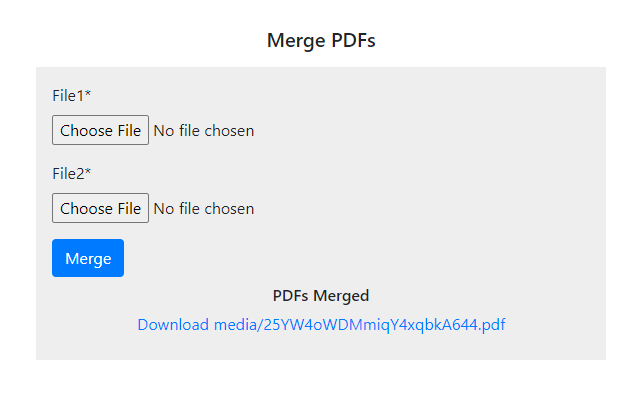 Merge PDFs
File1*
Choose File No file chosen
File2*
Choose File No file chosen
Merge
PDFs Merged
Download media/25YW4oWDMmiqY4xqbkA644.pdf